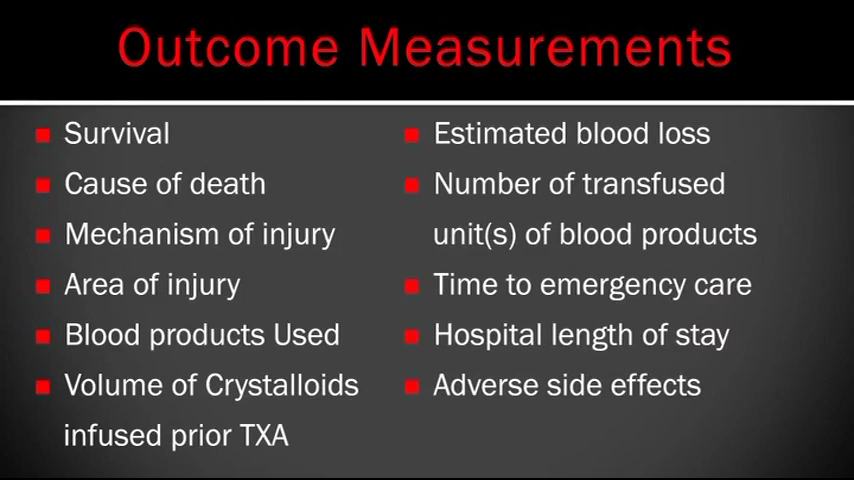 Outcome Measurements
Survival
Cause of death
Mechanism of injury
Area of injury
Blood products Used
Volume of Crystalloids
infused prior TXA
Estimated blood loss
Number of transfused
unit(s) of blood products
Time to emergency care
Hospital length of stay
Adverse side effects